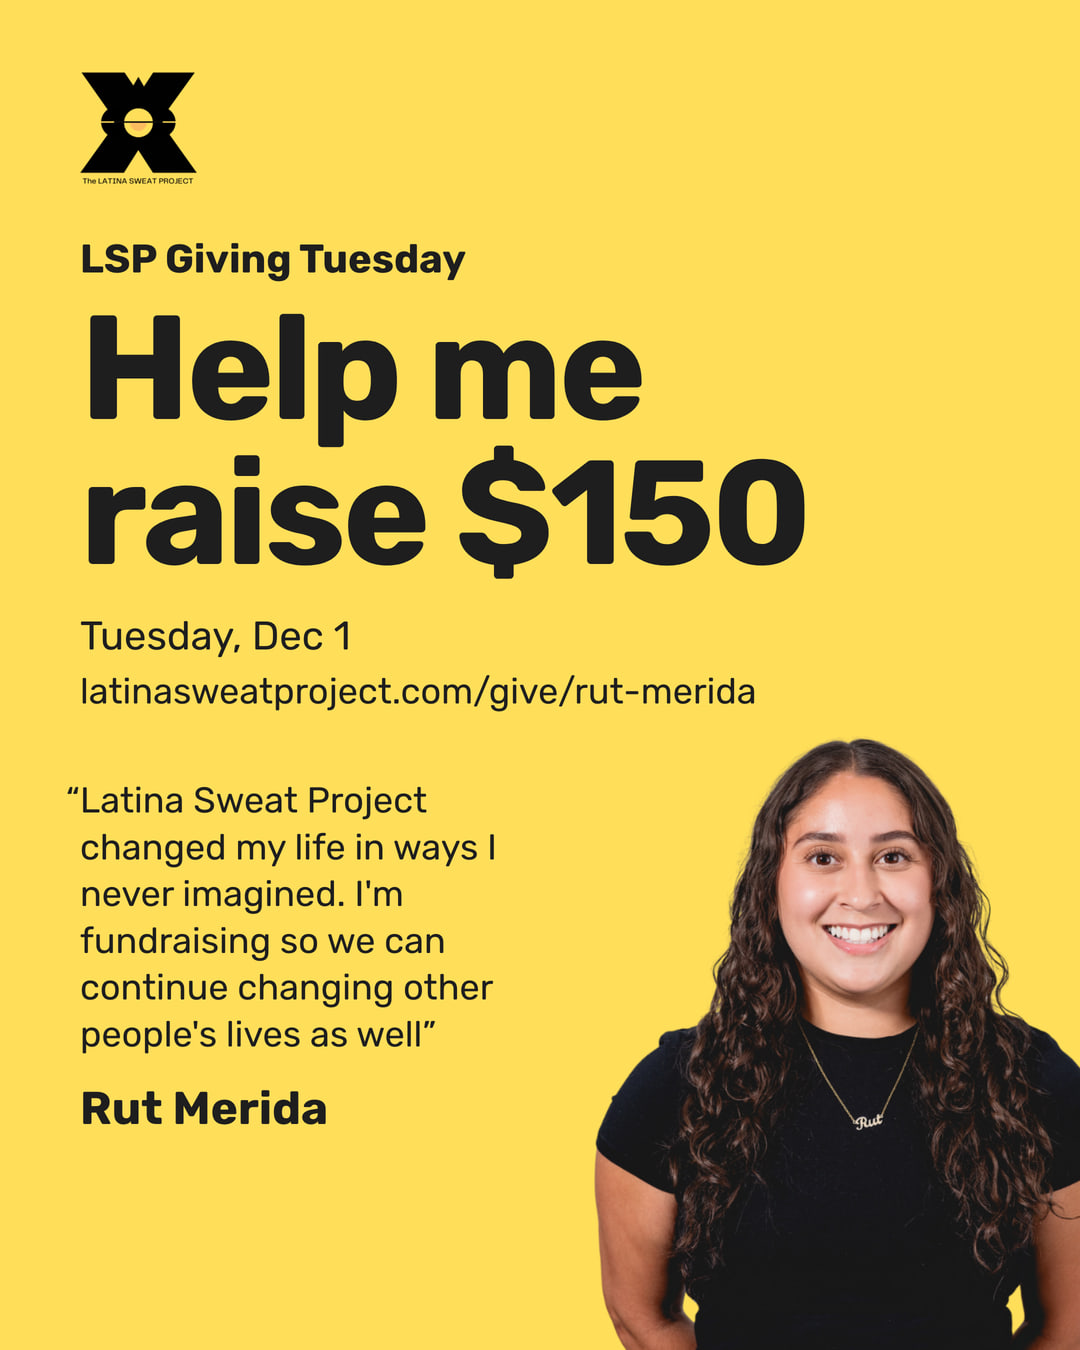 The LATINA SWEAT PROJECT
LSP Giving Tuesday
Help me
raise $150
Tuesday, Dec 1
latinasweatproject.com/give/rut-merida
“Latina Sweat Project
changed my life in ways I
never imagined. I'm
fundraising so we can
continue changing other
people's lives as well”
Rut Merida
Rut